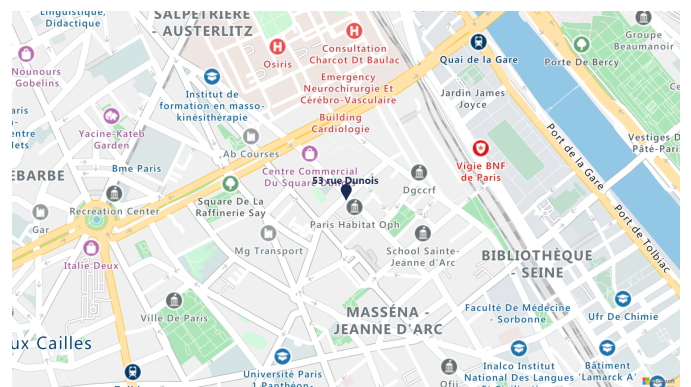 Linguistique,
Didactique
SALPÊTRIÈRE
- AUSTERLITZ
Groupe
Beaumanoir
Consultation
Charcot Dt Baulac
Osiris
Quai de la Gare
Porte De Bercy
Nounours
Gobelins
Emergency
Neurochirurgie Et
Cérébro-Vasculaire
Institut de
formation en masso-
kinésithérapie
Jardin James
Joyce
Building
Cardiologie
Yacine-Kateb
Garden
Port de la Gare
Vestiges D
Pâté-Paris
Ab Courses
Vigie BNF
de Paris
Bme Paris
Centre Commercial
53 rue Dunois
Dgccrf
EBARBE
Square De La
Raffinerie Say
Recreation Center
Gar
Paris Habitat Oph
Port de Tolbiac
Mg Transport
School Sainte-
Jeanne d'Arc
Italie Deux
BIBLIOTHÈQUE
- SEINE
Ville De Paris
MASSÉNA -
JEANNE D'ARC
Faculté De Médecine
- Sorbonne
Ufr De Chimie
ux Cailles
Université Paris
1 Panthéon-
Inalco Institut
National Des Langues
Bâtiment
'Lamarck A'
Ofii